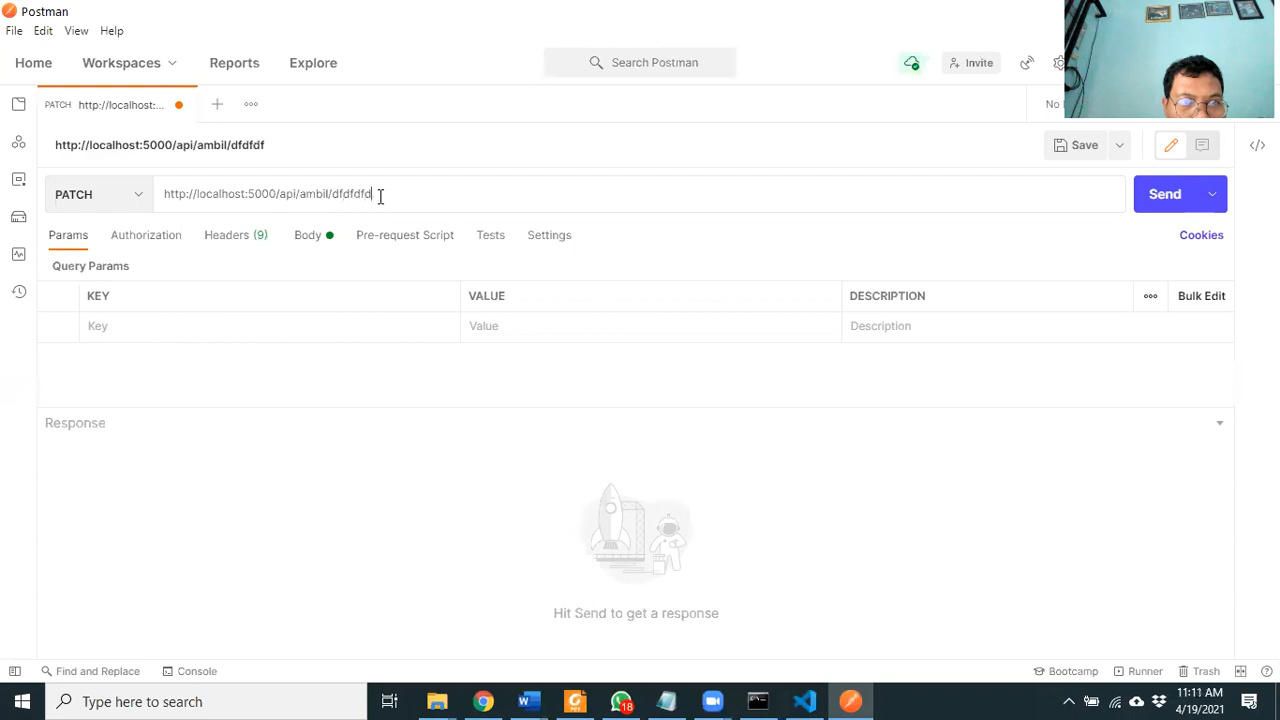 Postman
File Edit View Help
Home Workspaces Reports Explore Search Postman Invite
PATCH http://localhost:... No
http://localhost:5000/api/ambil/dfdfdf Save
PATCH http://localhost:5000/api/ambil/dfdfdfd Send
Params Authorization Headers (9) Body Pre-request Script Tests Settings Cookies
Query Params
KEY VALUE DESCRIPTION Bulk Edit
Key Value Description
Response
Hit Send to get a response
Find and Replace Console Bootcamp Runner Trash
Type here to search 18 11:11 AM
4/19/2021